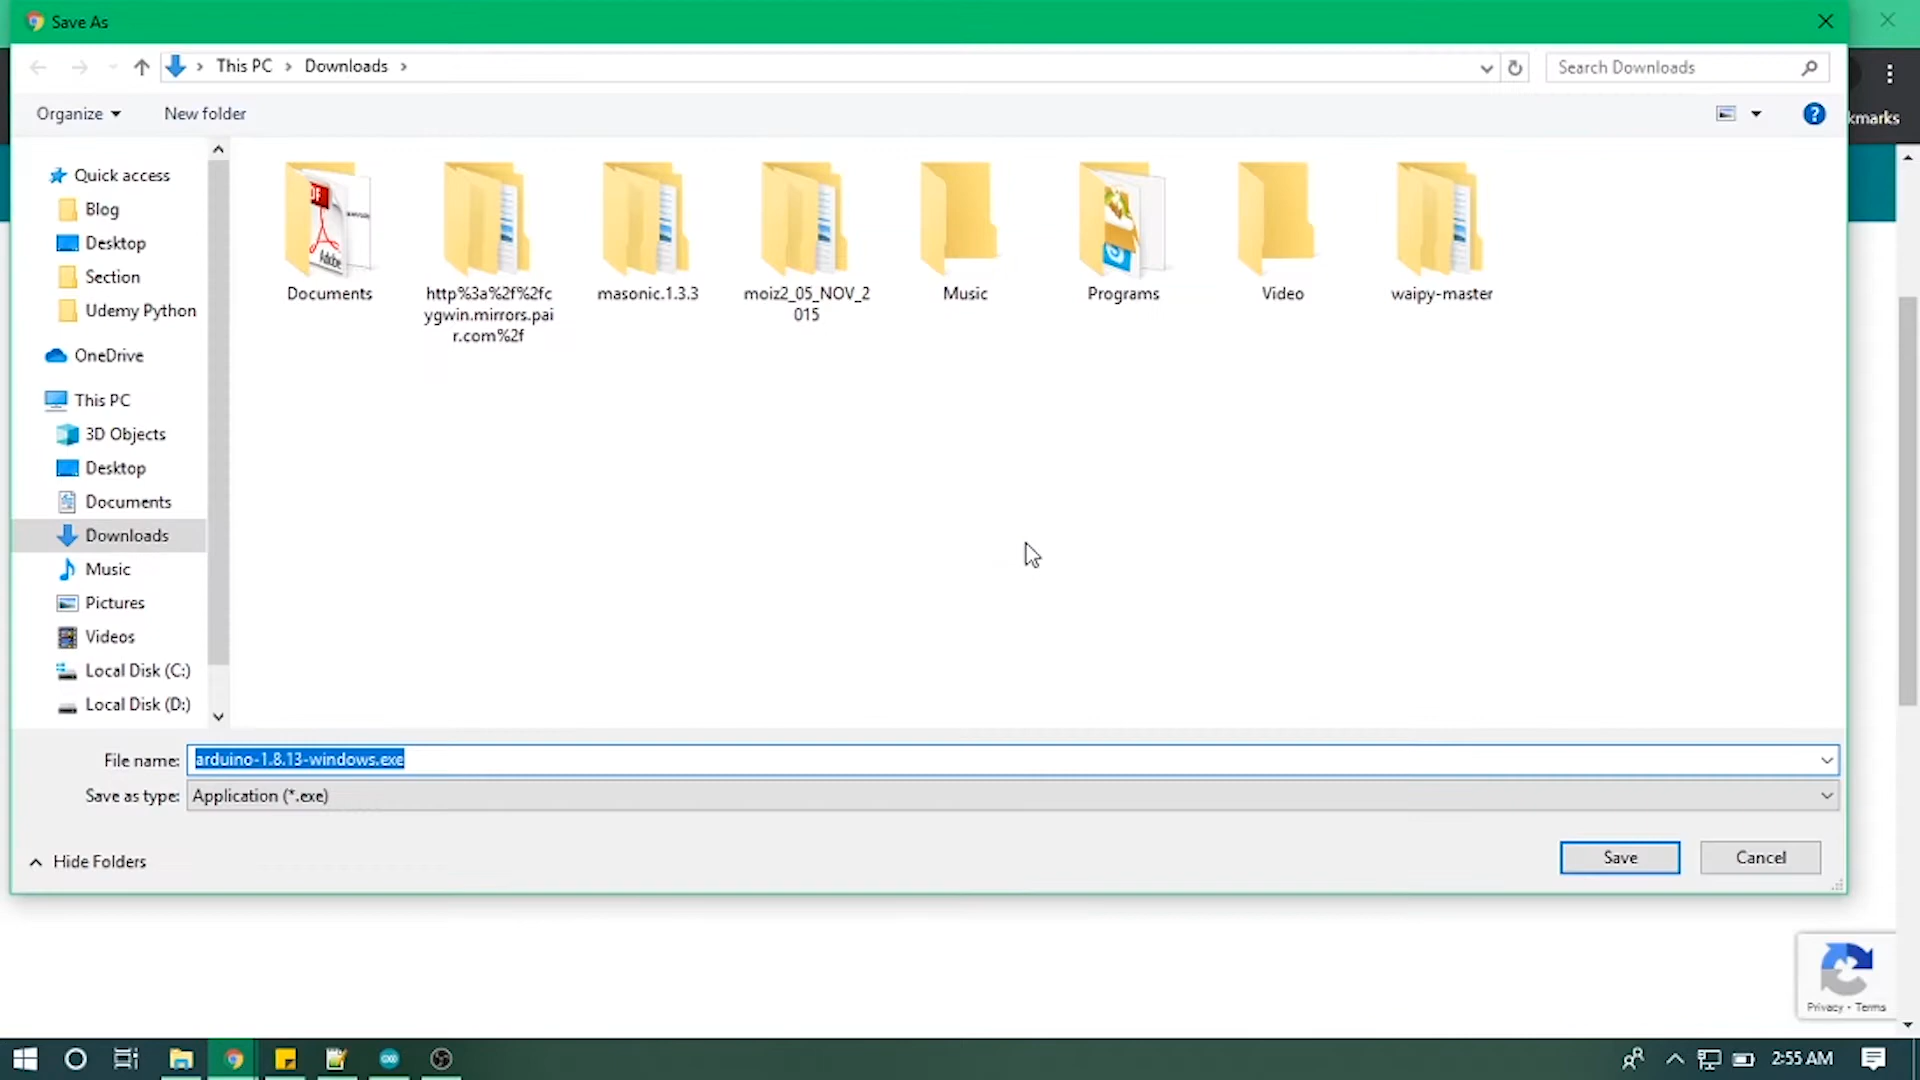 Save As
This PC
Downloads
Search Downloads
Organize
New folder
kmarks
Quick access
Blog
Desktop
Section
Udemy Python
OneDrive
This PC
3D Objects
Desktop
Documents
Downloads
Music
Pictures
Videos
Local Disk (C:)
Local Disk (D:)
PDF
Adobe
Documents
http%3a%2f%2fc
ygwin.mirrors.pai
r.com%2f
masonic.1.3.3
moiz2_05_NOV_2
015
Music
Programs
Video
waipy-master
File name: arduino-1.8.13-windows.exe
Save as type: Application (*.exe)
Hide Folders
Save
Cancel
Privacy - Terms
2:55 AM